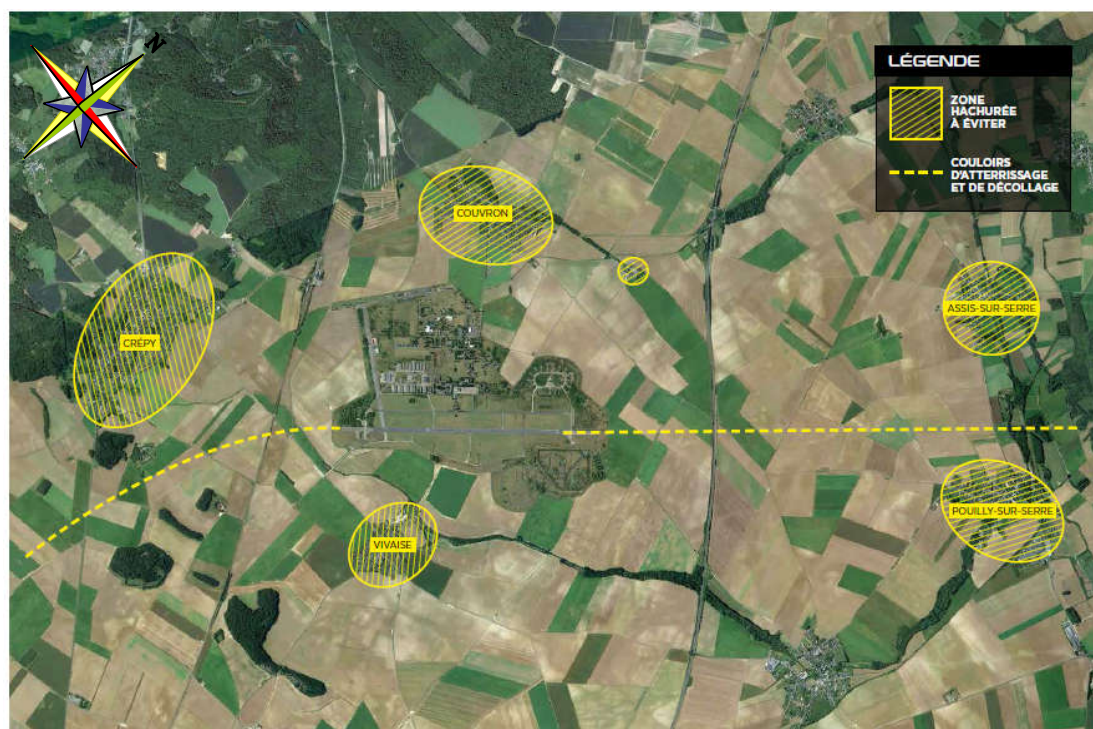 N
LÉGENDE
ZONE
HACHURÉE
À ÉVITER
COULOIRS
D'ATTERRISSAGE
ET DE DÉCOLLAGE
COUVRON
ASSIS-SUR-SERRE
CRÉPY
POUILLY-SUR-SERRE
VIVAISE